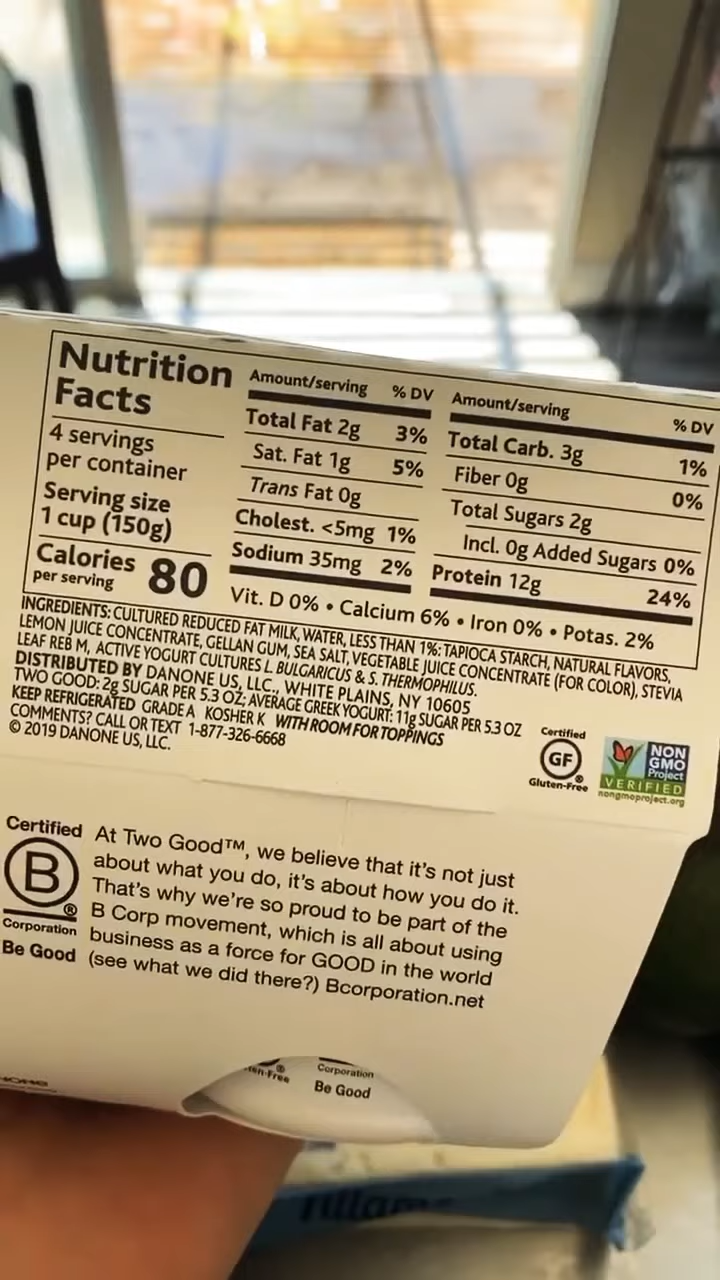 Nutrition
Facts
4 servings
per container
Serving size
1 cup (150g)
Calories
per serving
80
Amount/serving % DV
Total Fat 2g 3%
Sat. Fat 1g 5%
Trans Fat 0g
Cholest. <5mg 1%
Sodium 35mg 2%
Amount/serving % DV
Total Carb. 3g 1%
Fiber 0g 0%
Total Sugars 2g
Incl. 0g Added Sugars 0%
Protein 12g 24%
Vit. D 0% • Calcium 6% • Iron 0% • Potas. 2%
INGREDIENTS: CULTURED REDUCED FAT MILK, WATER, LESS THAN 1%: TAPIOCA STARCH, NATURAL FLAVORS,
LEMON JUICE CONCENTRATE, GELLAN GUM, SEA SALT, VEGETABLE JUICE CONCENTRATE (FOR COLOR), STEVIA
LEAF REB M, ACTIVE YOGURT CULTURES L. BULGARICUS & S. THERMOPHILUS.
DISTRIBUTED BY DANONE US, LLC., WHITE PLAINS, NY 10605
TWO GOOD: 2g SUGAR PER 5.3 OZ; AVERAGE GREEK YOGURT: 11g SUGAR PER 5.3 OZ
KEEP REFRIGERATED GRADE A KOSHER K WITH ROOM FOR TOPPINGS
COMMENTS? CALL OR TEXT 1-877-326-6668
© 2019 DANONE US, LLC.
Certified
GF®
Gluten-Free
NON
GMO
Project
VERIFIED
nongmoproject.org
Certified
B®
Corporation
Be Good
At Two Good™, we believe that it's not just
about what you do, it's about how you do it.
That's why we're so proud to be part of the
B Corp movement, which is all about using
business as a force for GOOD in the world
(see what we did there?) Bcorporation.net
Corporation
Be Good